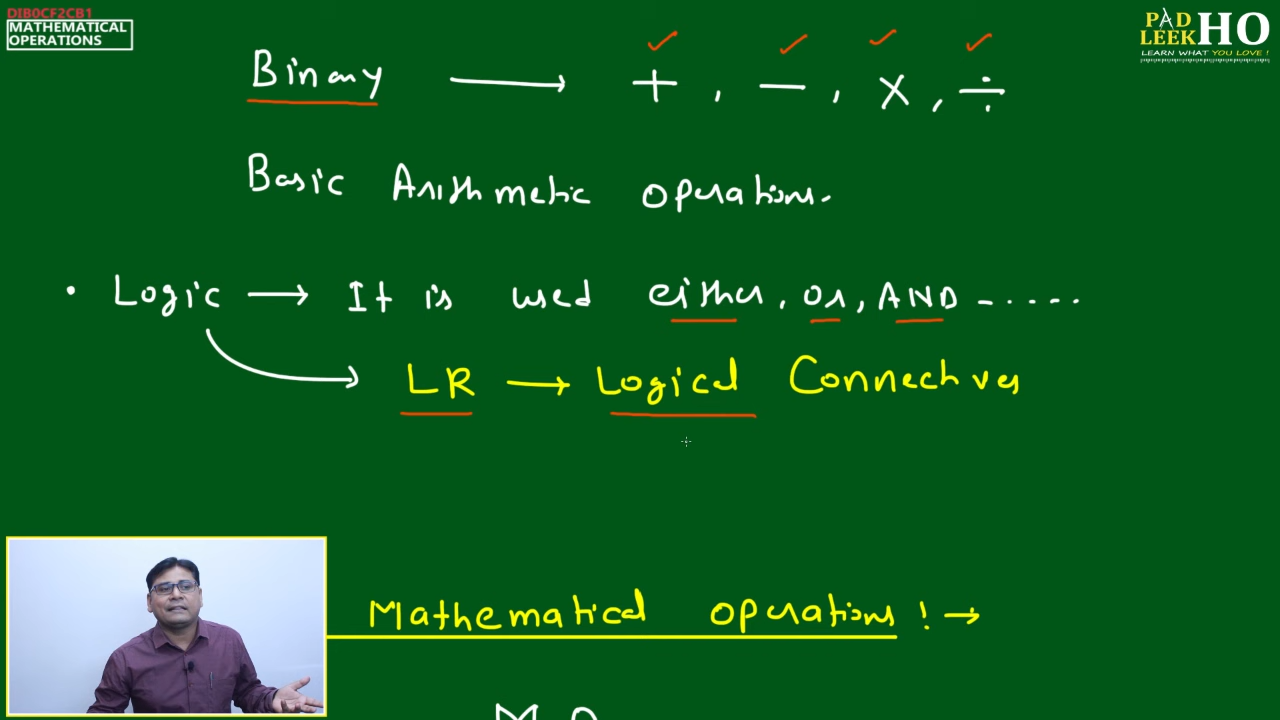 DIB0CF2CB1
MATHEMATICAL
OPERATIONS
PAD
LEEK HO
LEARN WHAT YOU LOVE !
Binary → + , − , × , ÷
Basic Arithmetic operations.
• Logic → It is used either, or, AND - .....
LR → Logical Connectives
Mathematical operations ! →